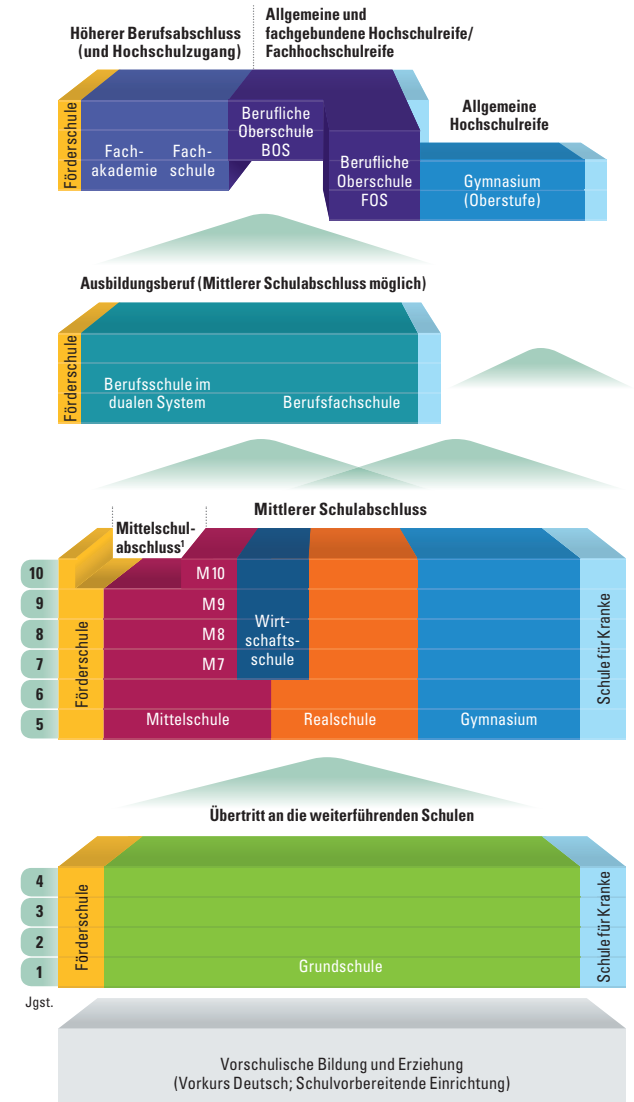 Höherer Berufsabschluss
(und Hochschulzugang)
Allgemeine und
fachgebundene Hochschulreife/
Fachhochschulreife
Allgemeine
Hochschulreife
Förderschule
Fach-
akademie
Fach-
schule
Berufliche
Oberschule
BOS
Berufliche
Oberschule
FOS
Gymnasium
(Oberstufe)
Ausbildungsberuf (Mittlerer Schulabschluss möglich)
Förderschule
Berufsschule im
dualen System
Berufsfachschule
Mittlerer Schulabschluss
Mittelschul-
abschluss¹
10
9
8
7
6
5
Förderschule
M 10
M 9
M 8
M 7
Mittelschule
Wirt-
schafts-
schule
Realschule
Gymnasium
Schule für Kranke
Übertritt an die weiterführenden Schulen
4
3
2
1
Jgst.
Förderschule
Grundschule
Schule für Kranke
Vorschulische Bildung und Erziehung
(Vorkurs Deutsch; Schulvorbereitende Einrichtung)